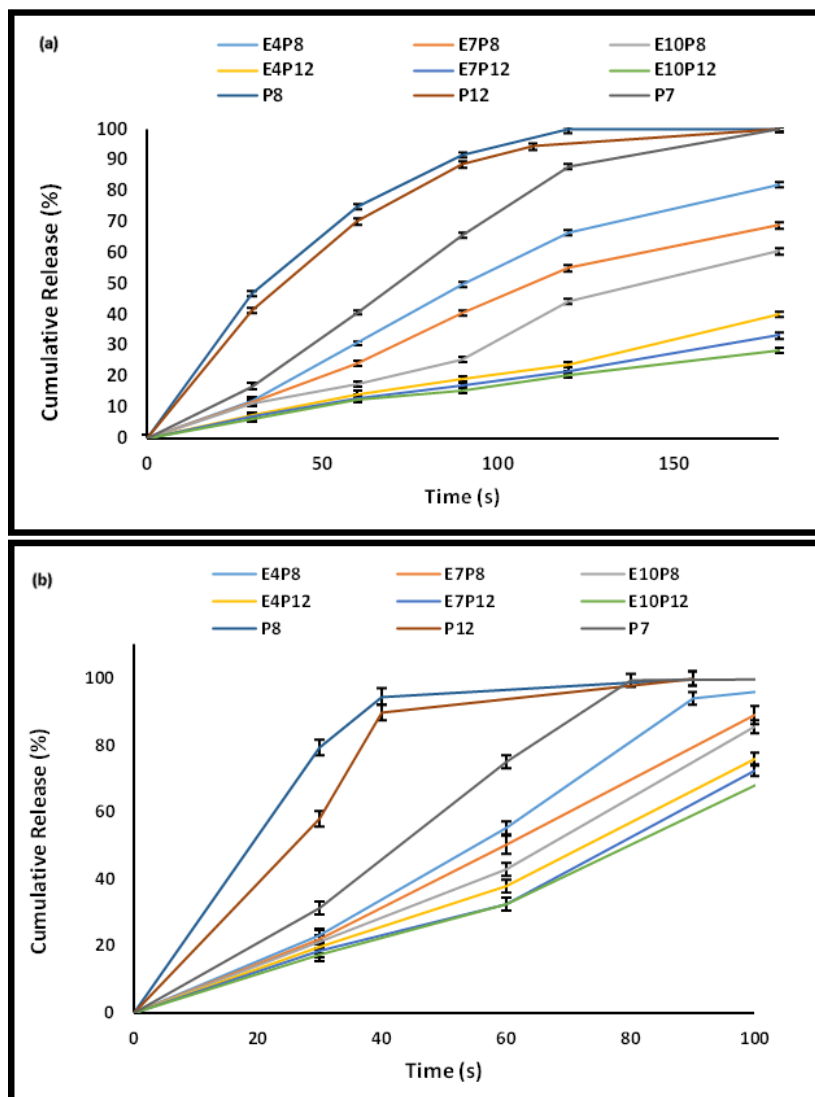 (a)
E4P8 E7P8 E10P8
E4P12 E7P12 E10P12
P8 P12 P7
100
90
80
70
60
50
40
30
20
10
0
Cumulative Release (%)
0 50 100 150
Time (s)
(b)
E4P8 E7P8 E10P8
E4P12 E7P12 E10P12
P8 P12 P7
100
80
60
40
20
0
Cumulative Release (%)
0 20 40 60 80 100
Time (s)